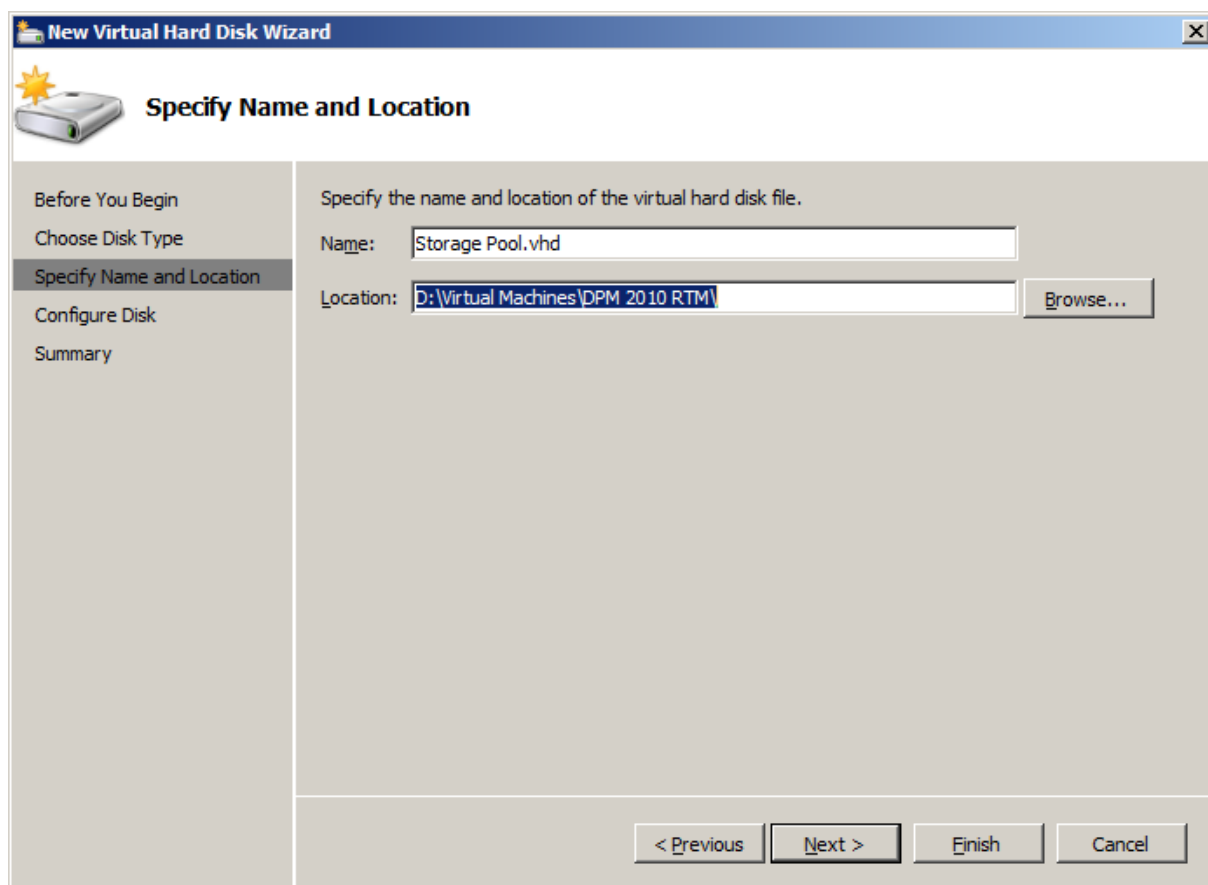 New Virtual Hard Disk Wizard
Specify Name and Location
Before You Begin
Choose Disk Type
Specify Name and Location
Configure Disk
Summary
Specify the name and location of the virtual hard disk file.
Name: Storage Pool.vhd
Location: D:\Virtual Machines\DPM 2010 RTM\ Browse...
< Previous Next > Finish Cancel